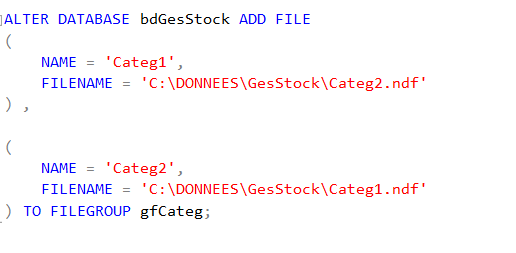 ALTER DATABASE bdGesStock ADD FILE
(
NAME = 'Categ1',
FILENAME = 'C:\DONNEES\GesStock\Categ2.ndf'
) ,
(
NAME = 'Categ2',
FILENAME = 'C:\DONNEES\GesStock\Categ1.ndf'
) TO FILEGROUP gfCateg;